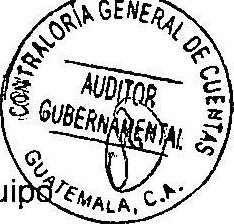 CONTRALORÍA GENERAL DE CUENTAS
AUDITOR
GUBERNAMENTAL
GUATEMALA, C.A.
uipo